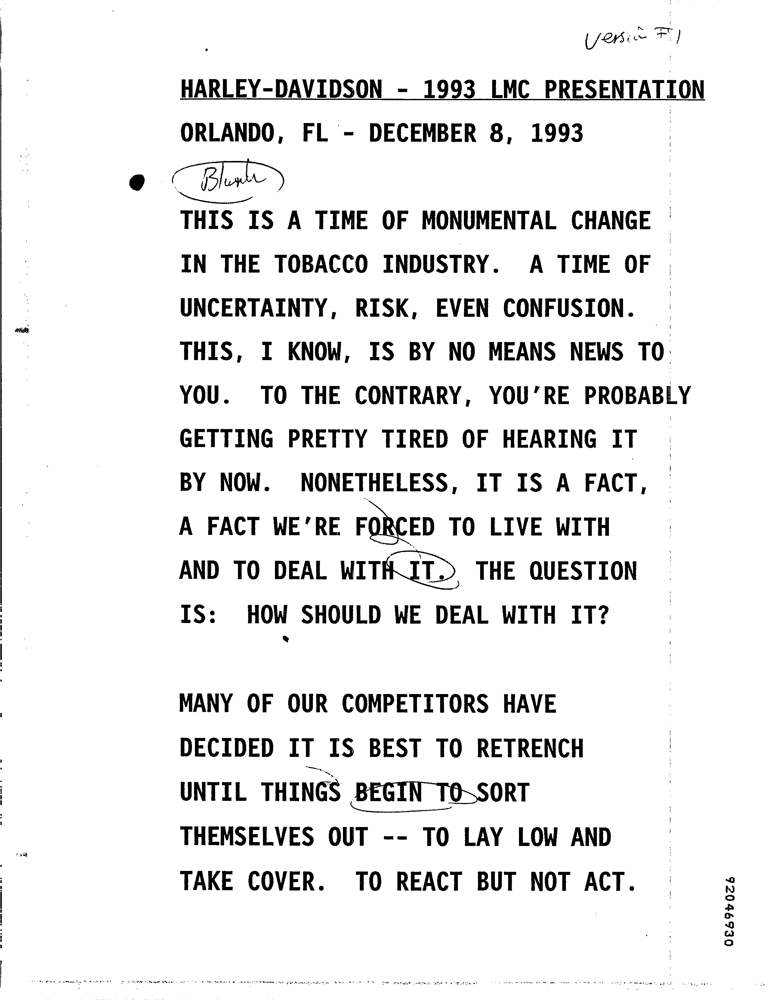 Version #1
HARLEY-DAVIDSON - 1993 LMC PRESENTATION
ORLANDO, FL - DECEMBER 8, 1993
THIS IS A TIME OF MONUMENTAL CHANGE
IN THE TOBACCO INDUSTRY. A TIME OF
UNCERTAINTY, RISK, EVEN CONFUSION.
THIS, I KNOW, IS BY NO MEANS NEWS TO
YOU. TO THE CONTRARY, YOU'RE PROBABLY
GETTING PRETTY TIRED OF HEARING IT
BY NOW. NONETHELESS, IT IS A FACT,
A FACT WE'RE FORCED TO LIVE WITH
AND TO DEAL WITH IT. THE QUESTION
IS: HOW SHOULD WE DEAL WITH IT?
MANY OF OUR COMPETITORS HAVE
DECIDED IT IS BEST TO RETRENCH
UNTIL THINGS BEGIN TO SORT
THEMSELVES OUT -- TO LAY LOW AND
TAKE COVER. TO REACT BUT NOT ACT.
92046930